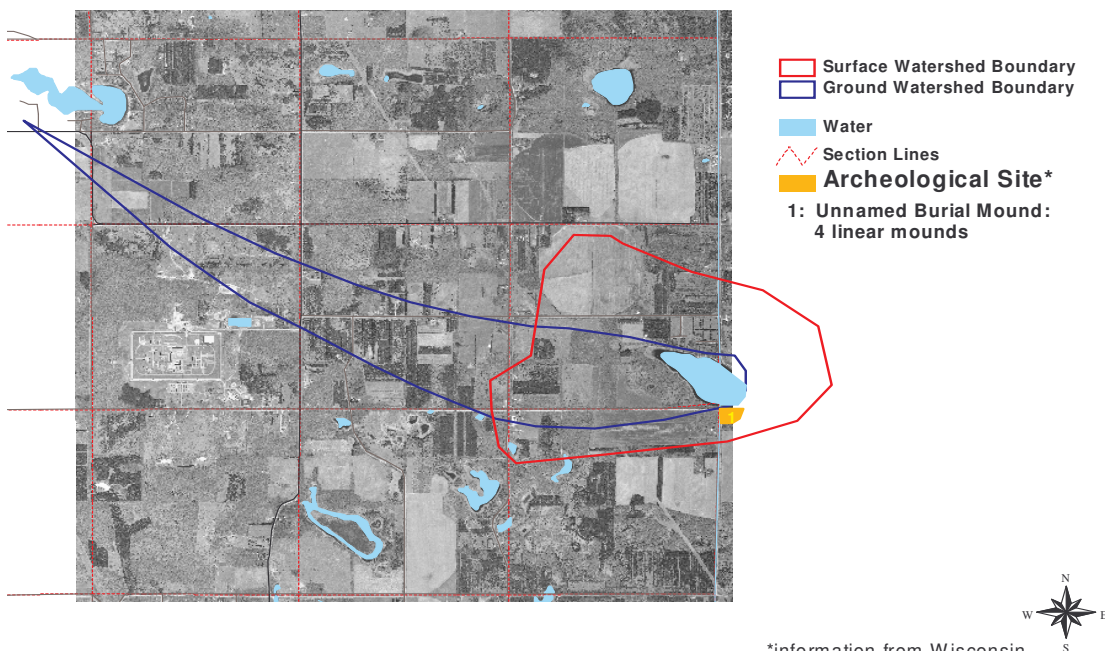 Surface Watershed Boundary
Ground Watershed Boundary
Water
Section Lines
Archeological Site*
1: Unnamed Burial Mound:
4 linear mounds
1
N
W E
S
*information from Wisconsin